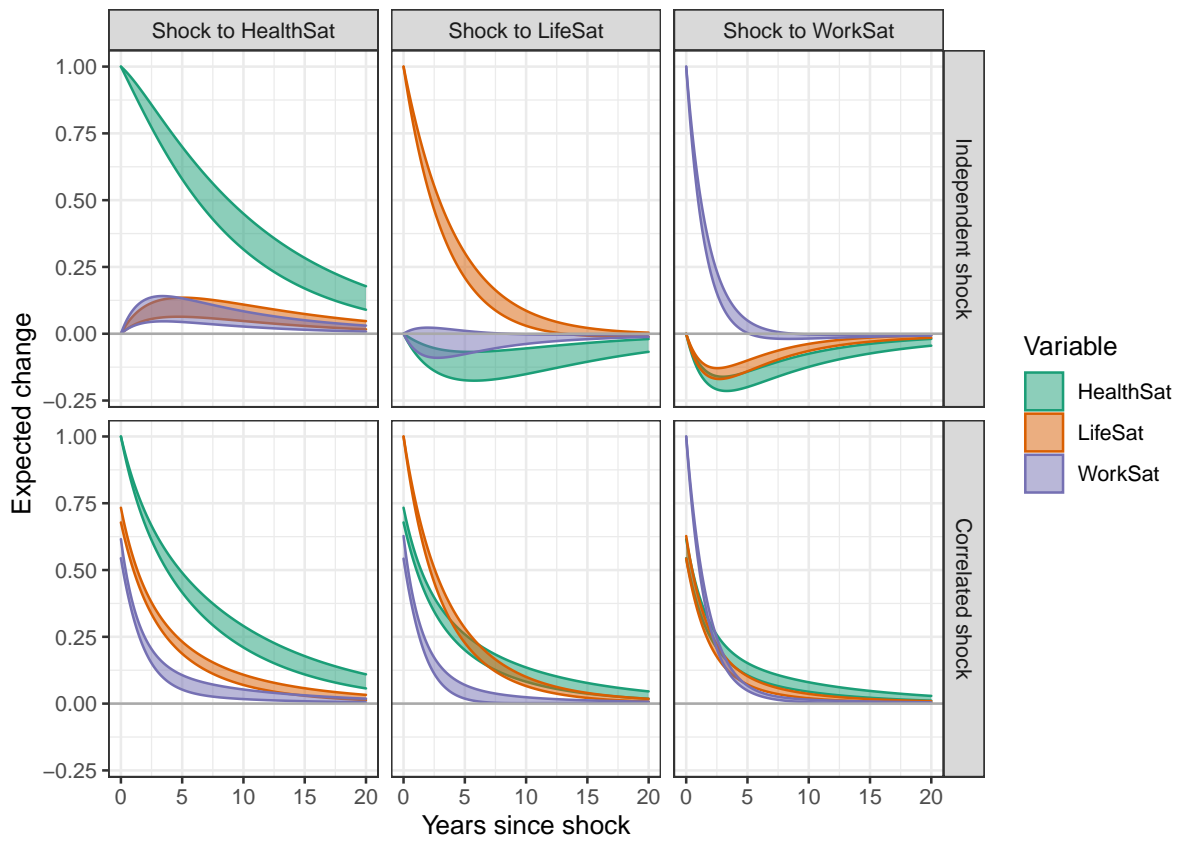 Shock to HealthSat
Shock to LifeSat
Shock to WorkSat
1.00
0.75
0.50
0.25
0.00
−0.25
Independent shock
1.00
0.75
0.50
0.25
0.00
−0.25
Correlated shock
0 5 10 15 20
0 5 10 15 20
0 5 10 15 20
Years since shock
Expected change
Variable
HealthSat
LifeSat
WorkSat